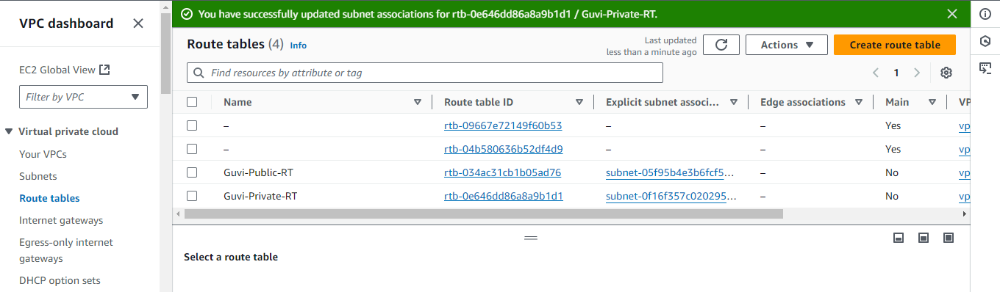 VPC dashboard
EC2 Global View
Filter by VPC
Virtual private cloud
Your VPCs
Subnets
Route tables
Internet gateways
Egress-only internet
gateways
DHCP option sets
You have successfully updated subnet associations for rtb-0e646dd86a8a9b1d1 / Guvi-Private-RT.
Route tables (4) Info
Last updated
less than a minute ago
Actions
Create route table
Find resources by attribute or tag
1
Name Route table ID Explicit subnet associ... Edge associations Main VP
– rtb-09667e72149f60b53 – – Yes vp
– rtb-04b580636b52df4d9 – – Yes vp
Guvi-Public-RT rtb-034ac31cb1b05ad76 subnet-05f95b4e3b6fcf5... – No vp
Guvi-Private-RT rtb-0e646dd86a8a9b1d1 subnet-0f16f357c020295... – No vp
Select a route table